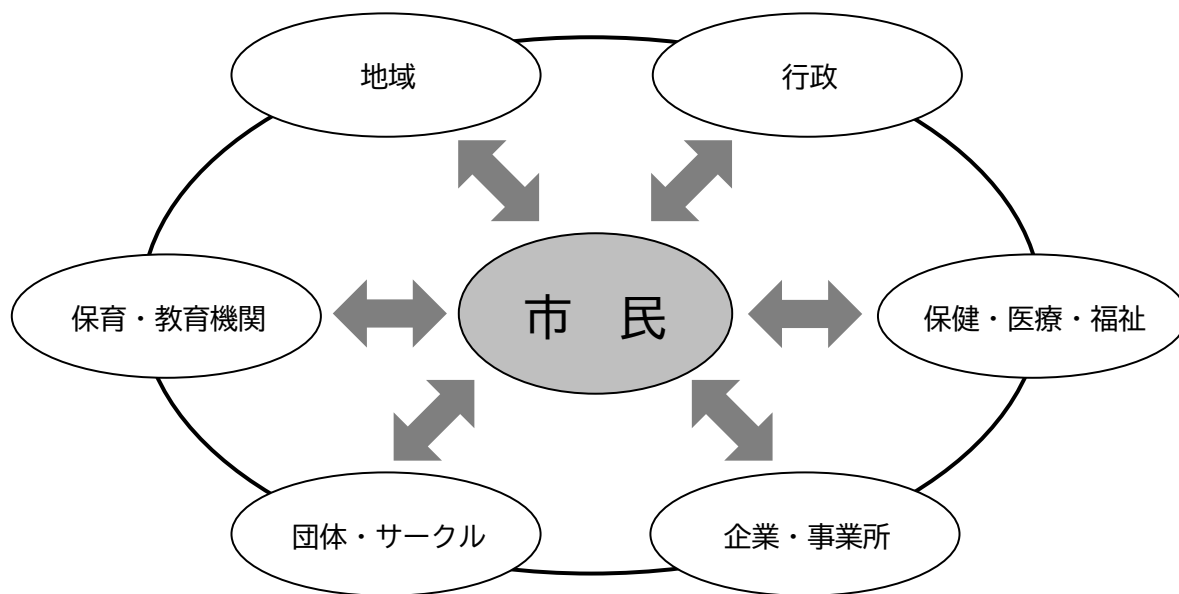 地域
行政
保育・教育機関
市　民
保健・医療・福祉
団体・サークル
企業・事業所